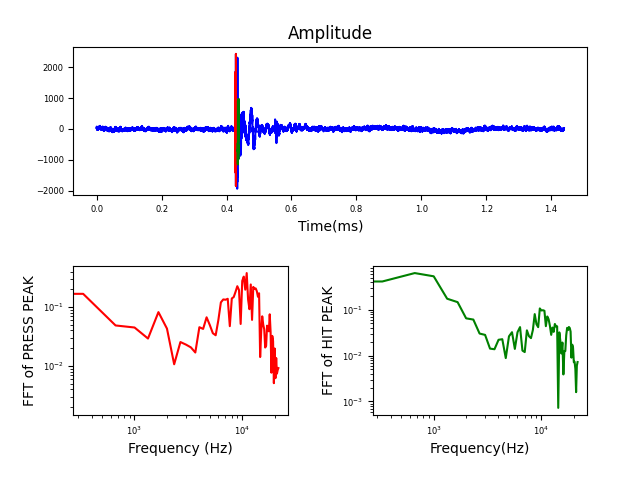 Amplitude
2000
1000
0
−1000
−2000
0.0 0.2 0.4 0.6 0.8 1.0 1.2 1.4
Time(ms)
FFT of PRESS PEAK
10⁻¹
10⁻²
10³ 10⁴
Frequency (Hz)
FFT of HIT PEAK
10⁻¹
10⁻²
10⁻³
10³ 10⁴
Frequency(Hz)